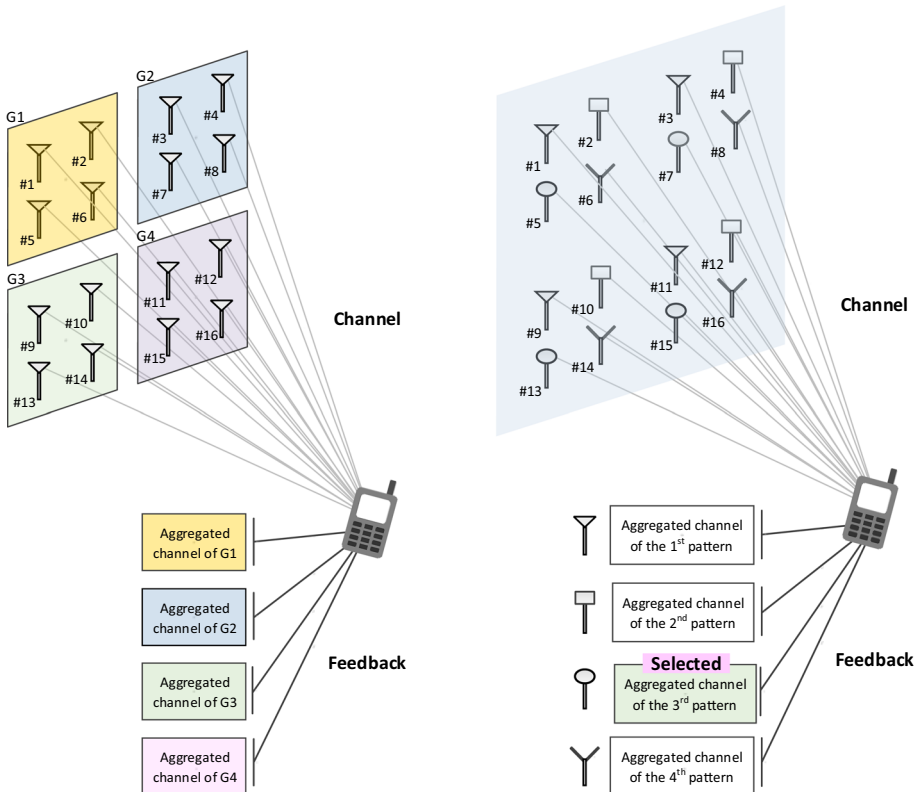 G1
G2
G3
G4
#1
#2
#5
#6
#3
#4
#7
#8
#9
#10
#13
#14
#11
#12
#15
#16
Channel
Aggregated
channel of G1
Aggregated
channel of G2
Aggregated
channel of G3
Aggregated
channel of G4
Feedback
#1
#2
#3
#4
#5
#6
#7
#8
#9
#10
#11
#12
#13
#14
#15
#16
Channel
Aggregated channel
of the 1st pattern
Aggregated channel
of the 2nd pattern
Selected
Aggregated channel
of the 3rd pattern
Aggregated channel
of the 4th pattern
Feedback